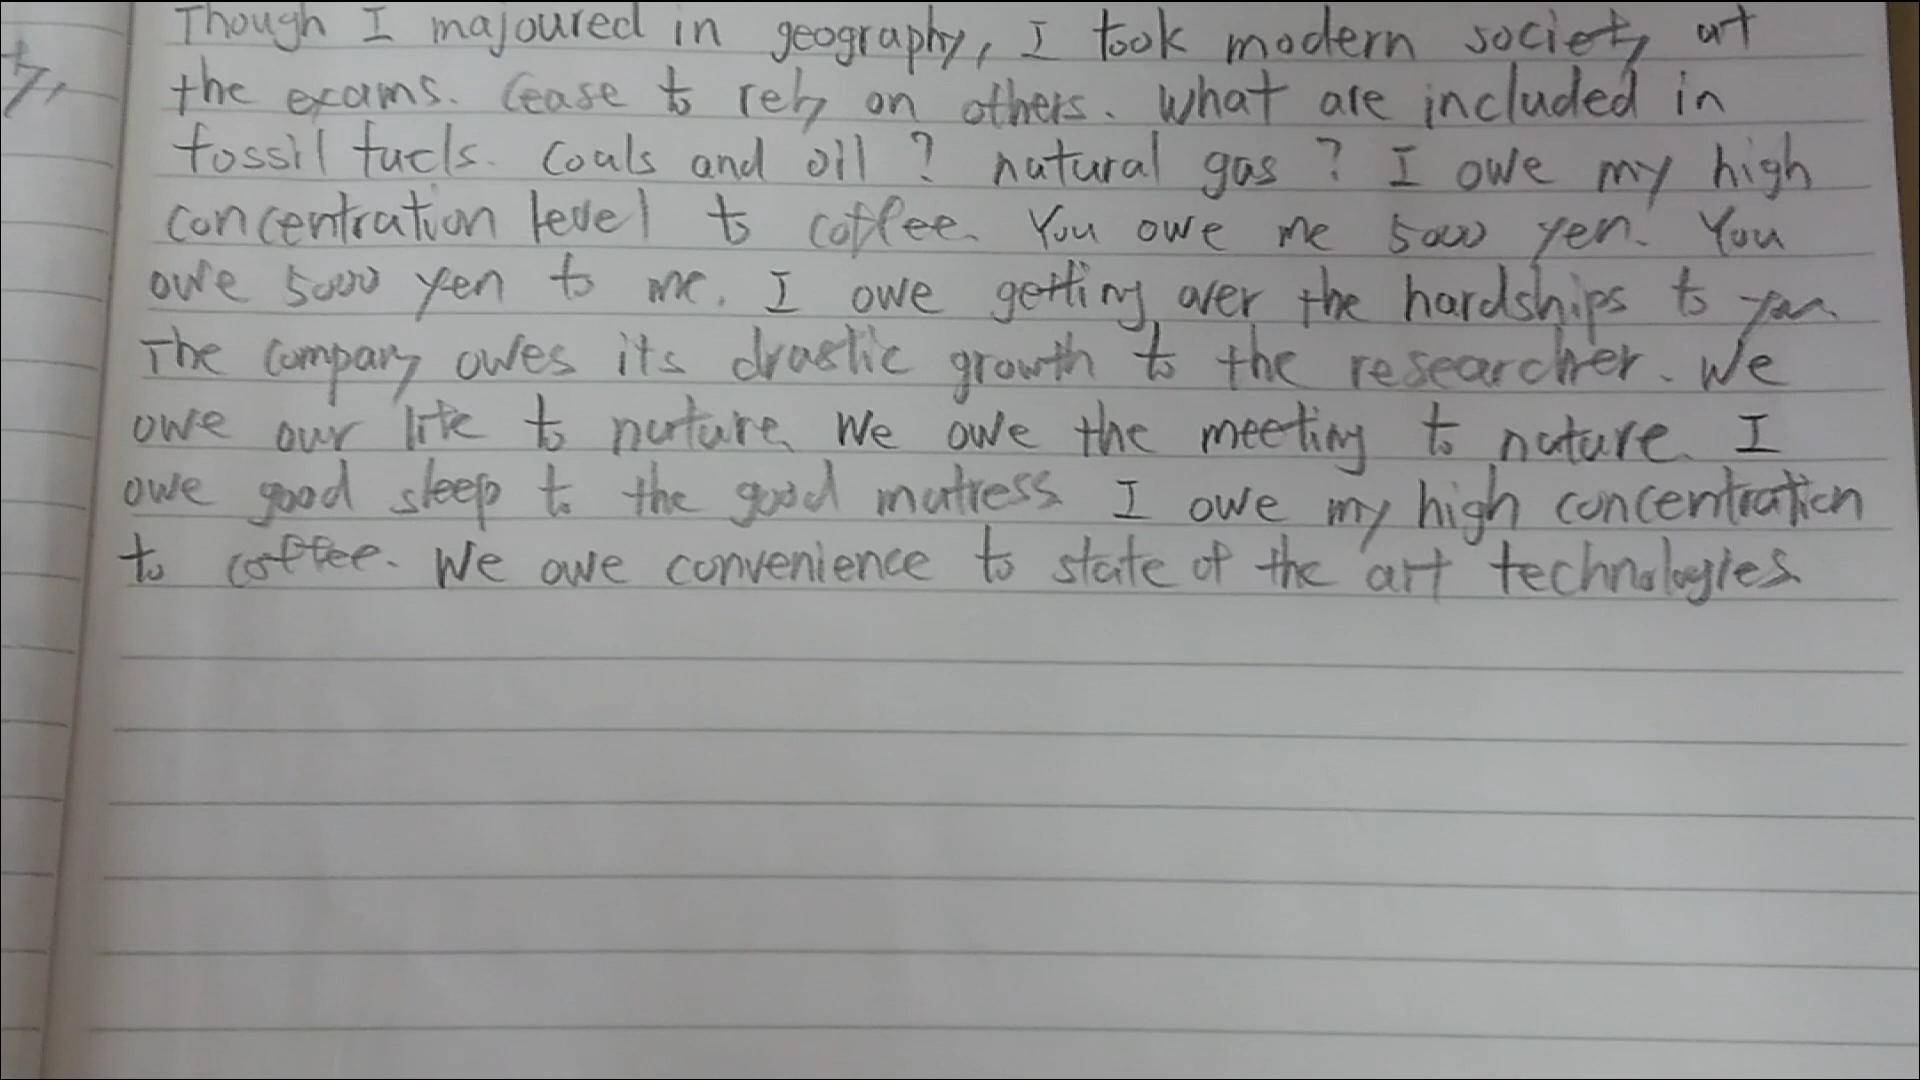 Though I majoured in geography, I took modern society at
the exams. Cease to rely on others. What are included in
fossil fuels. Coals and oil ? natural gas ? I owe my high
concentration level to coffee. You owe me 5000 yen. You
owe 5000 yen to me. I owe getting over the hardships to you.
The company owes its drastic growth to the researcher. We
owe our life to nature. We owe the meeting to nature. I
owe good sleep to the good matress. I owe my high concentration
to coffee. We owe convenience to state of the art technologies.